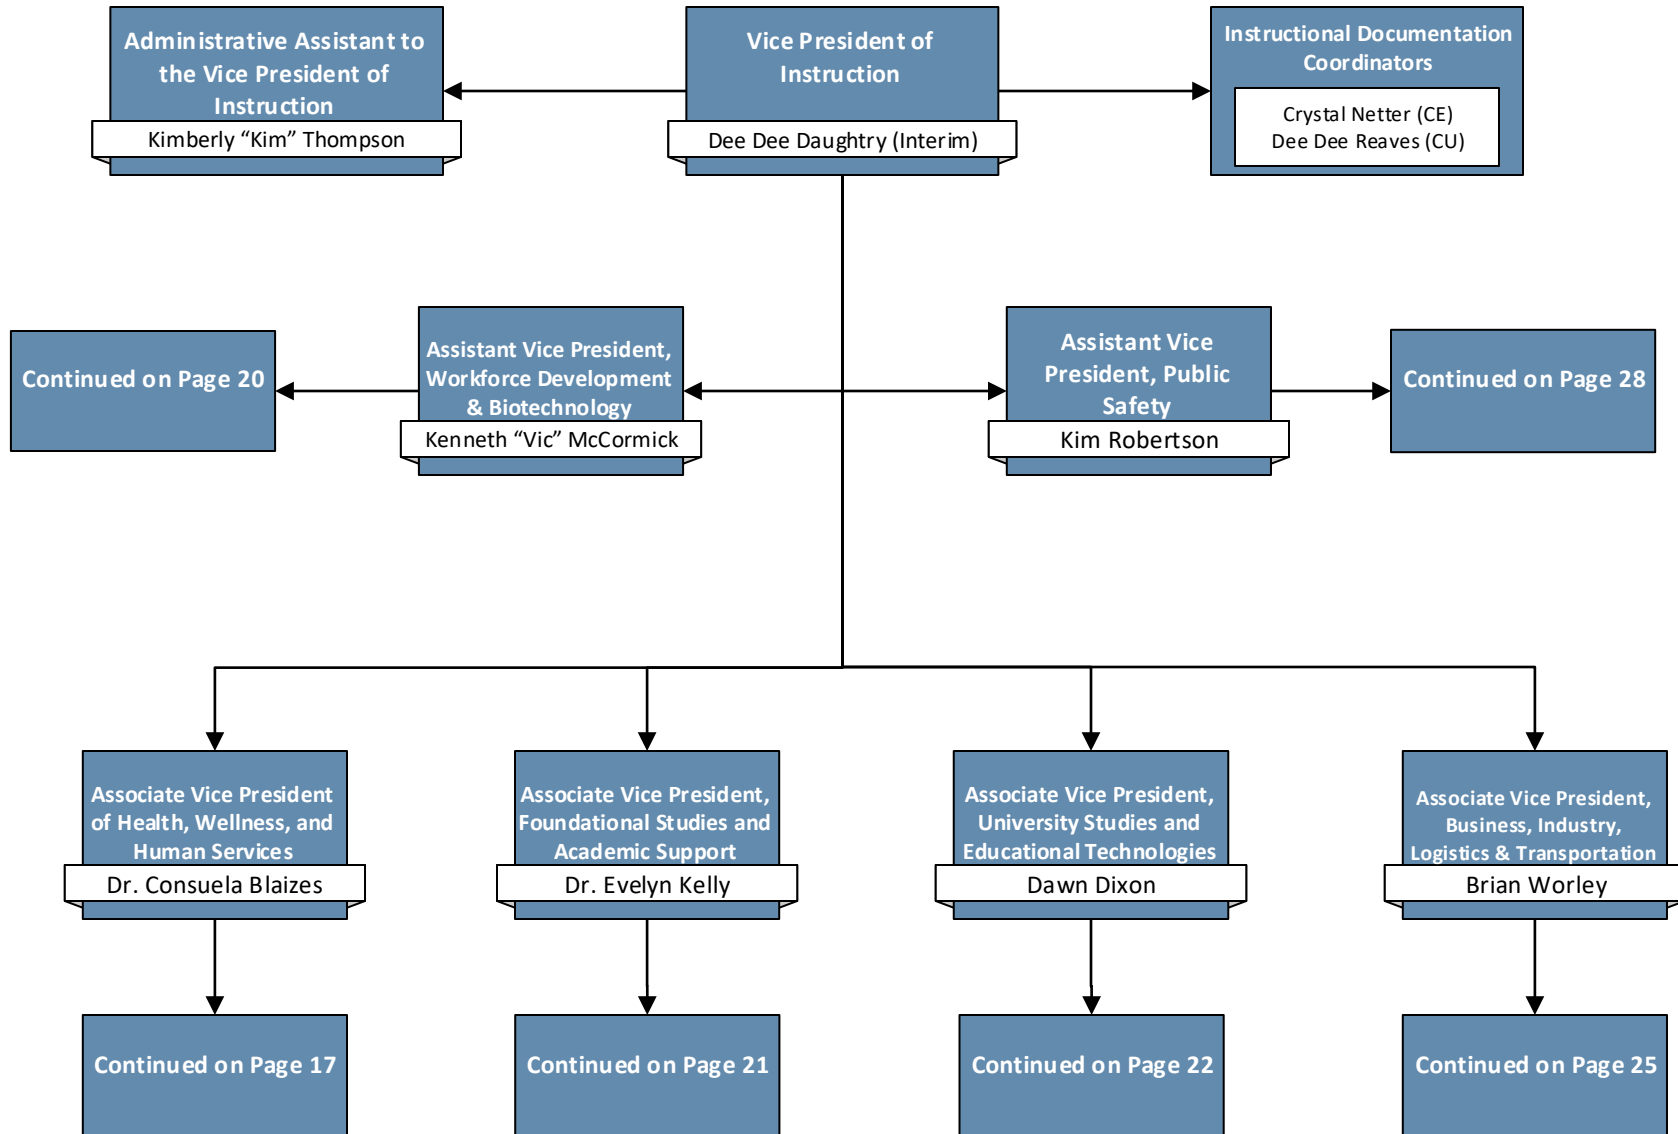 Administrative Assistant to
the Vice President of
Instruction
Kimberly “Kim” Thompson
Vice President of
Instruction
Dee Dee Daughtry (Interim)
Instructional Documentation
Coordinators
Crystal Netter (CE)
Dee Dee Reaves (CU)
Continued on Page 20
Assistant Vice President,
Workforce Development
& Biotechnology
Kenneth “Vic” McCormick
Assistant Vice
President, Public
Safety
Kim Robertson
Continued on Page 28
Associate Vice President
of Health, Wellness, and
Human Services
Dr. Consuela Blaizes
Associate Vice President,
Foundational Studies and
Academic Support
Dr. Evelyn Kelly
Associate Vice President,
University Studies and
Educational Technologies
Dawn Dixon
Associate Vice President,
Business, Industry,
Logistics & Transportation
Brian Worley
Continued on Page 17
Continued on Page 21
Continued on Page 22
Continued on Page 25